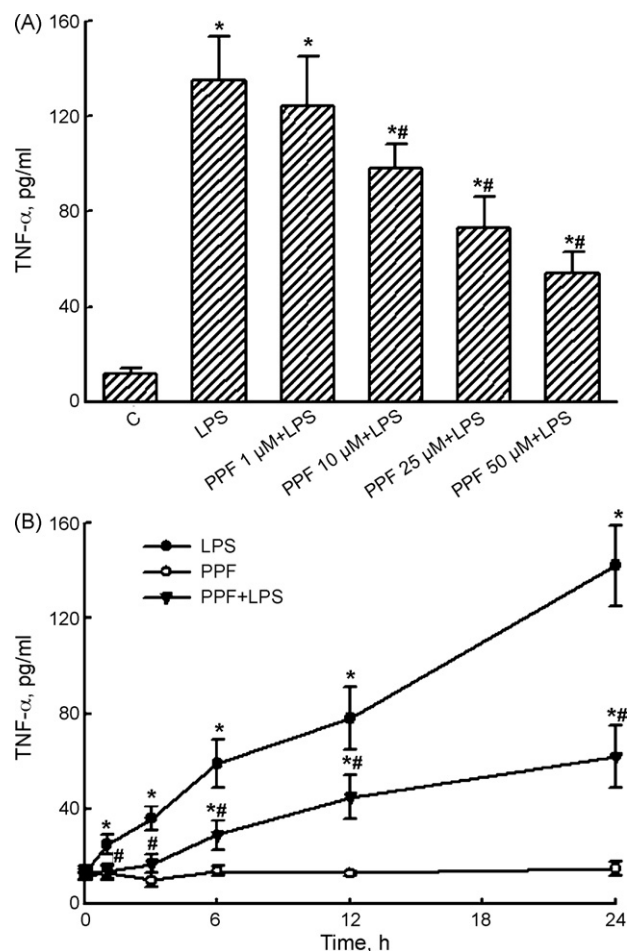 (A)
160
120
80
40
0
TNF-α, pg/ml
*
*
*#
*#
*#
C
LPS
PPF 1 µM+LPS
PPF 10 µM+LPS
PPF 25 µM+LPS
PPF 50 µM+LPS
(B)
160
120
80
40
0
TNF-α, pg/ml
LPS
PPF
PPF+LPS
*
*
*
*
*
#
#
*#
*#
*#
0
6
12
18
24
Time, h